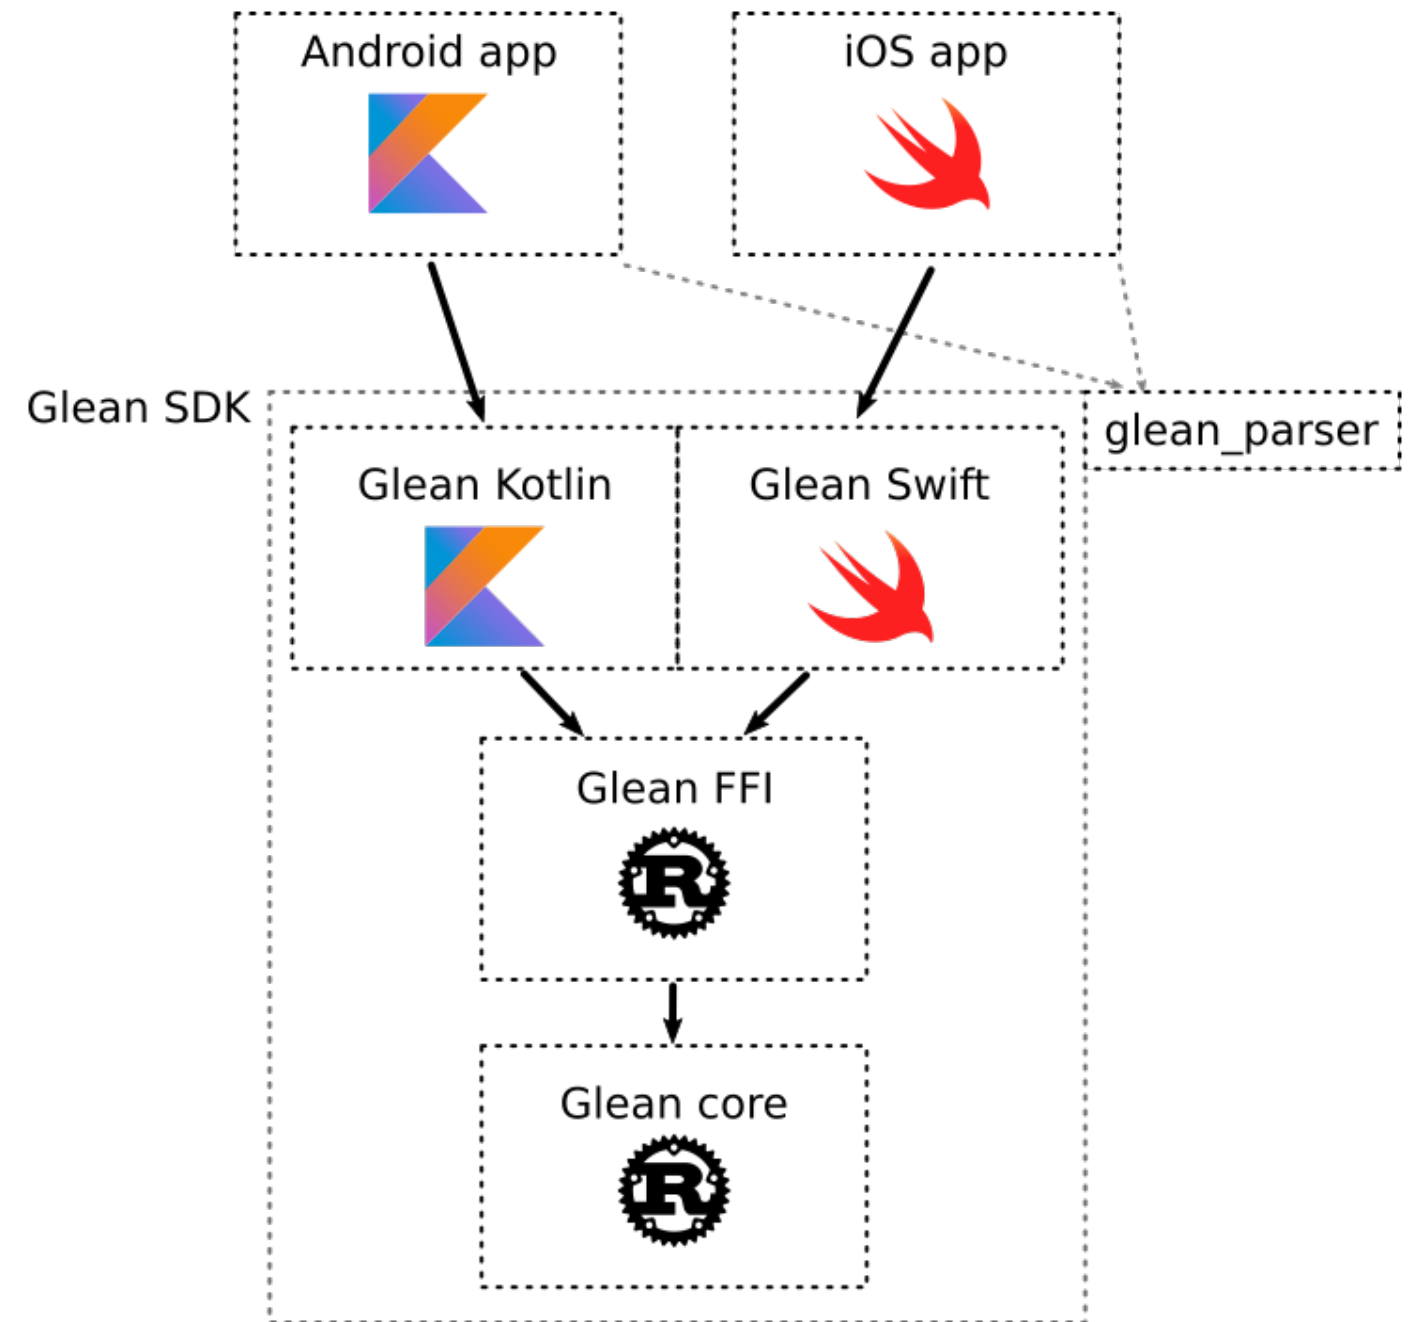 Android app
iOS app
Glean SDK
glean_parser
Glean Kotlin
Glean Swift
Glean FFI
R
Glean core
R